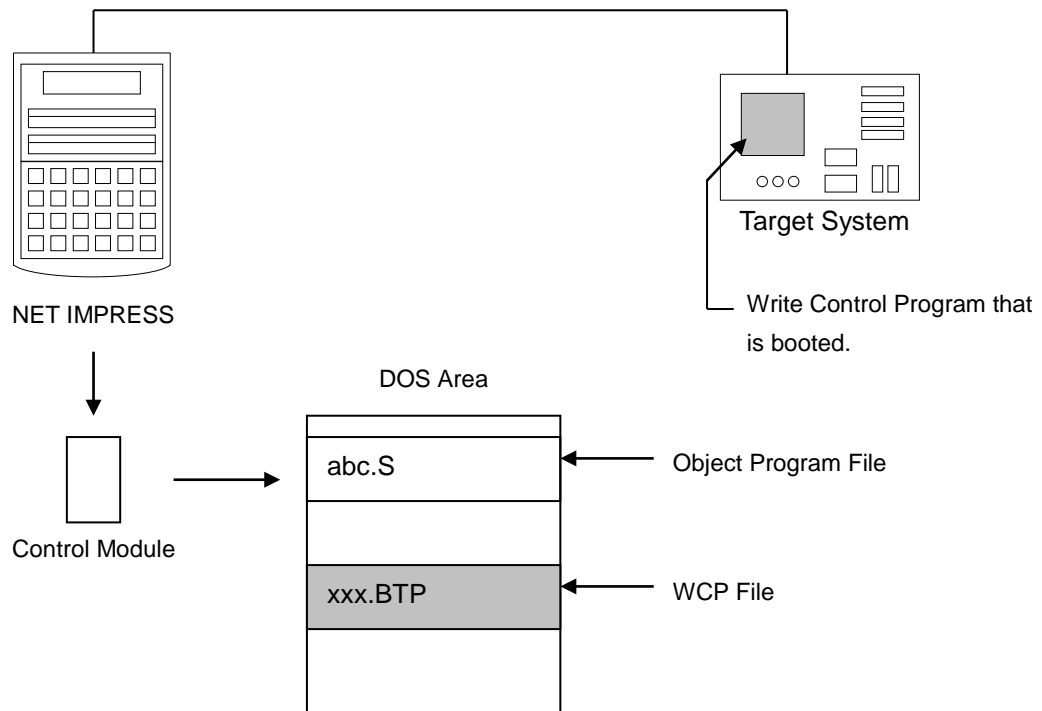 Target System
NET IMPRESS
Write Control Program that
is booted.
DOS Area
abc.S
Object Program File
Control Module
xxx.BTP
WCP File